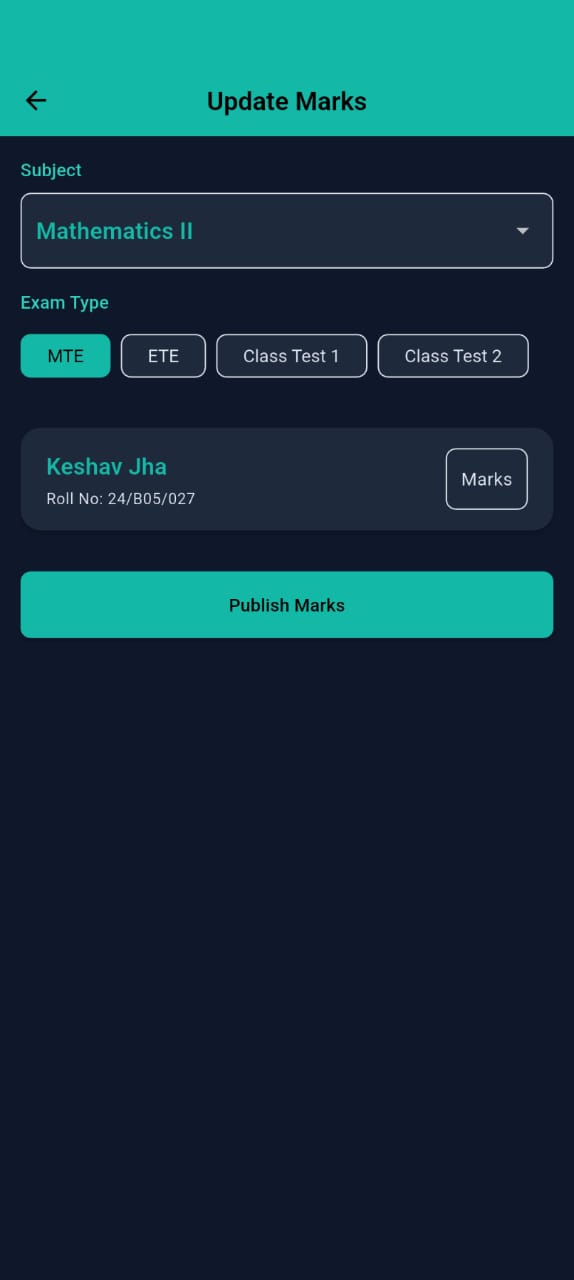 Update Marks
Subject
Mathematics II
Exam Type
MTE ETE Class Test 1 Class Test 2
Keshav Jha
Roll No: 24/B05/027
Marks
Publish Marks